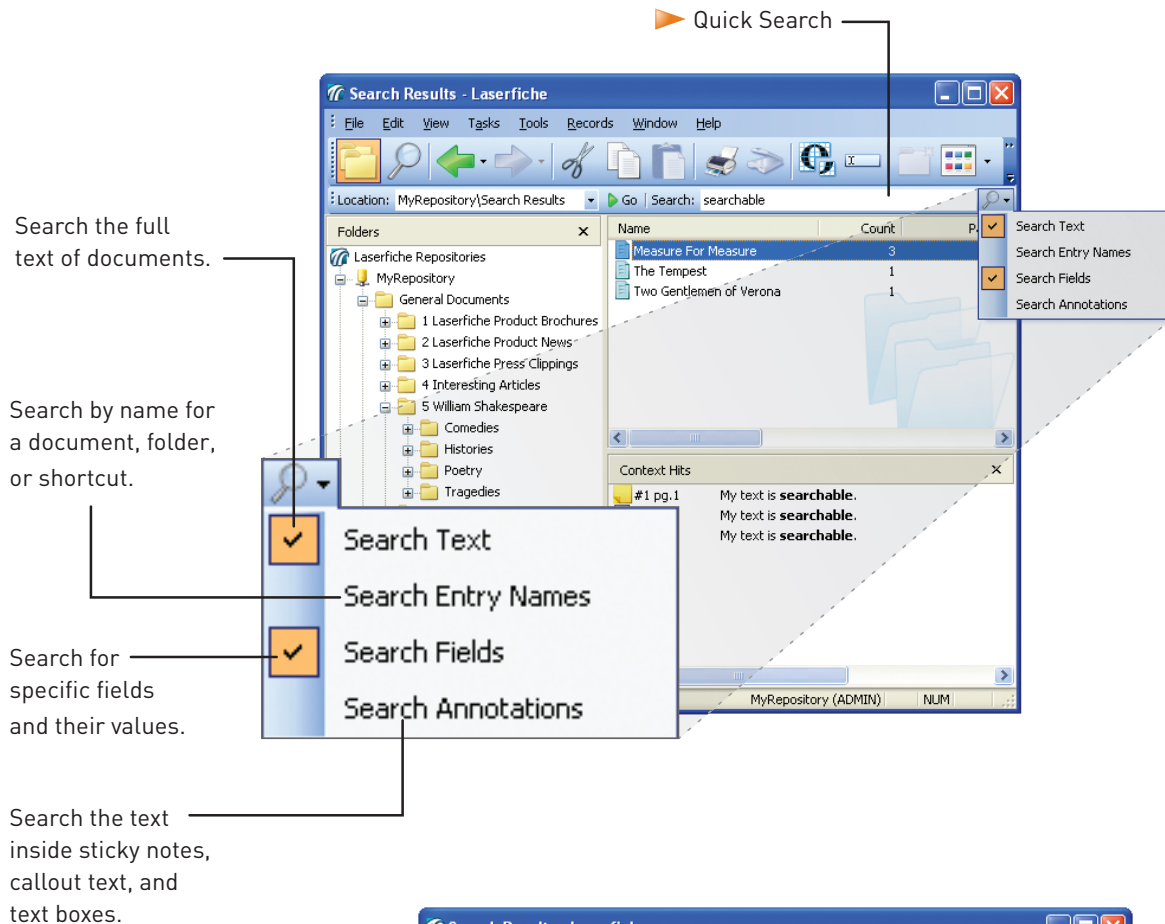 Quick Search
Search Results - Laserfiche
File Edit View Tasks Tools Records Window Help
Location: MyRepository\Search Results Go Search: searchable
Folders
Laserfiche Repositories
MyRepository
General Documents
1 Laserfiche Product Brochures
2 Laserfiche Product News
3 Laserfiche Press Clippings
4 Interesting Articles
5 William Shakespeare
Comedies
Histories
Poetry
Tragedies
Name Count
Measure For Measure 3
The Tempest 1
Two Gentlemen of Verona 1
Search Text
Search Entry Names
Search Fields
Search Annotations
Context Hits
#1 pg.1 My text is searchable.
My text is searchable.
My text is searchable.
MyRepository (ADMIN) NUM
Search the full
text of documents.
Search by name for
a document, folder,
or shortcut.
Search for
specific fields
and their values.
Search the text
inside sticky notes,
callout text, and
text boxes.
Search Text
Search Entry Names
Search Fields
Search Annotations